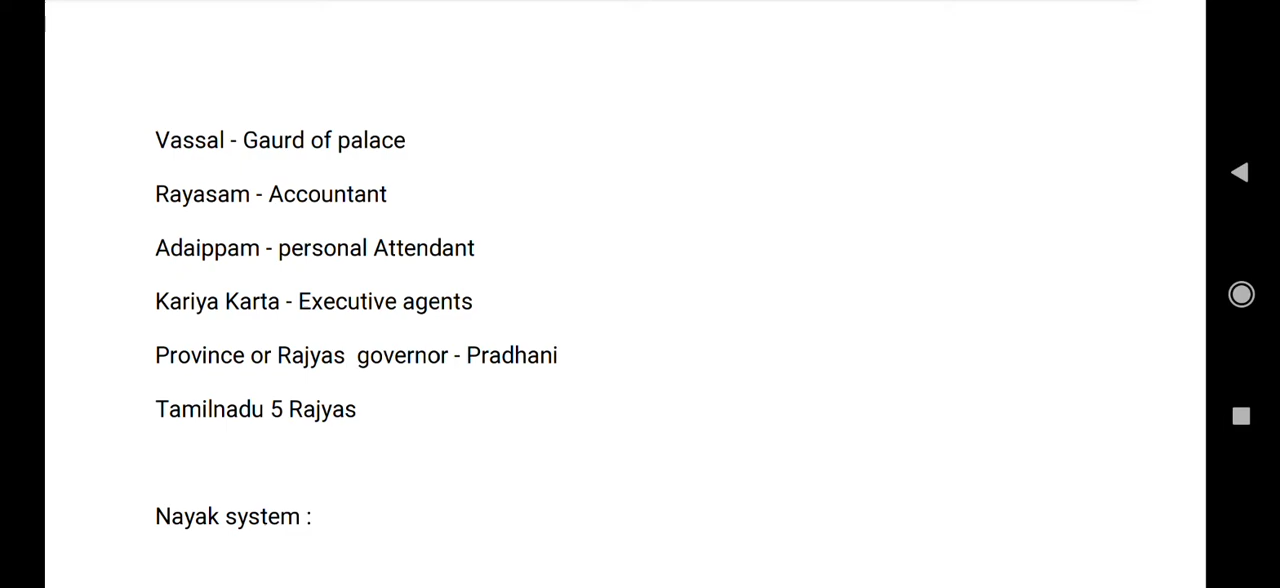 Vassal - Gaurd of palace
Rayasam - Accountant
Adaippam - personal Attendant
Kariya Karta - Executive agents
Province or Rajyas  governor - Pradhani
Tamilnadu 5 Rajyas
Nayak system :